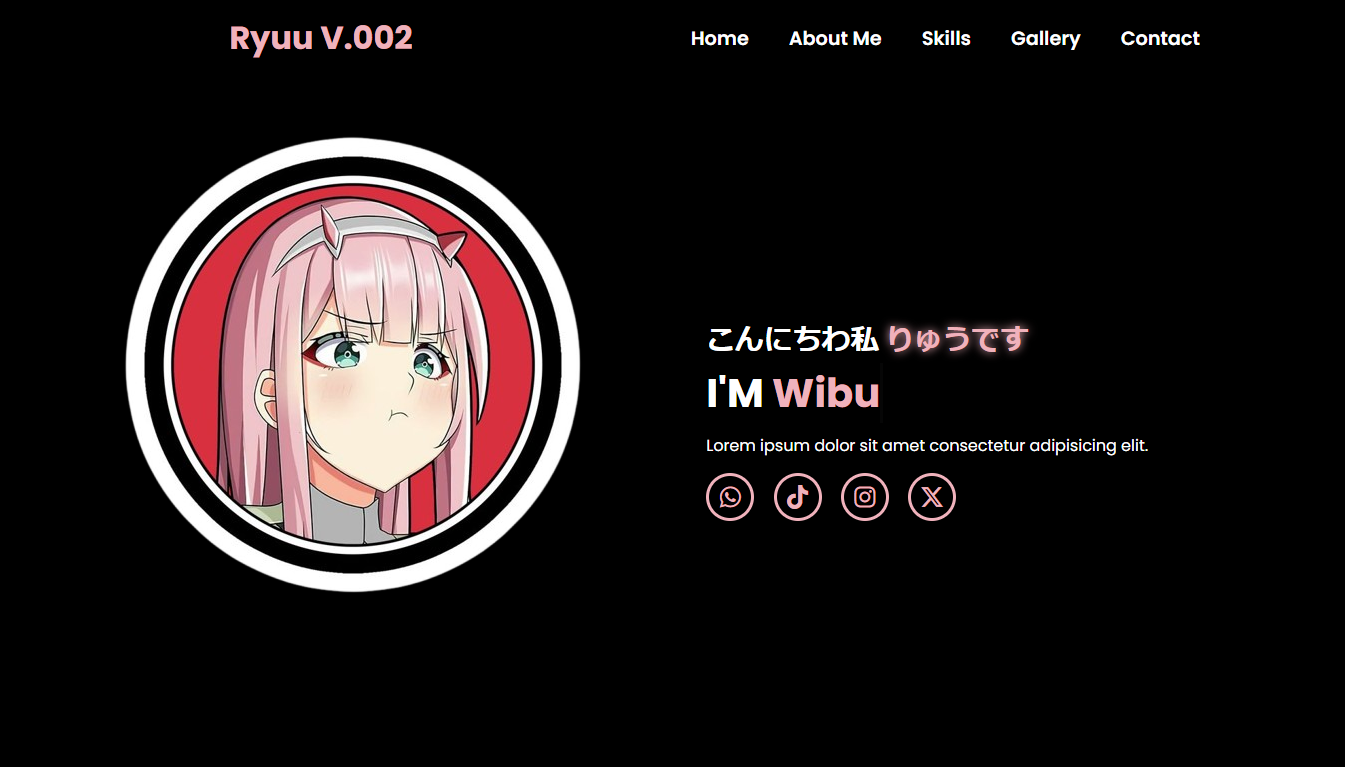 Ryuu V.002
Home About Me Skills Gallery Contact
こんにちわ私 りゅうです
I'M Wibu
Lorem ipsum dolor sit amet consectetur adipisicing elit.